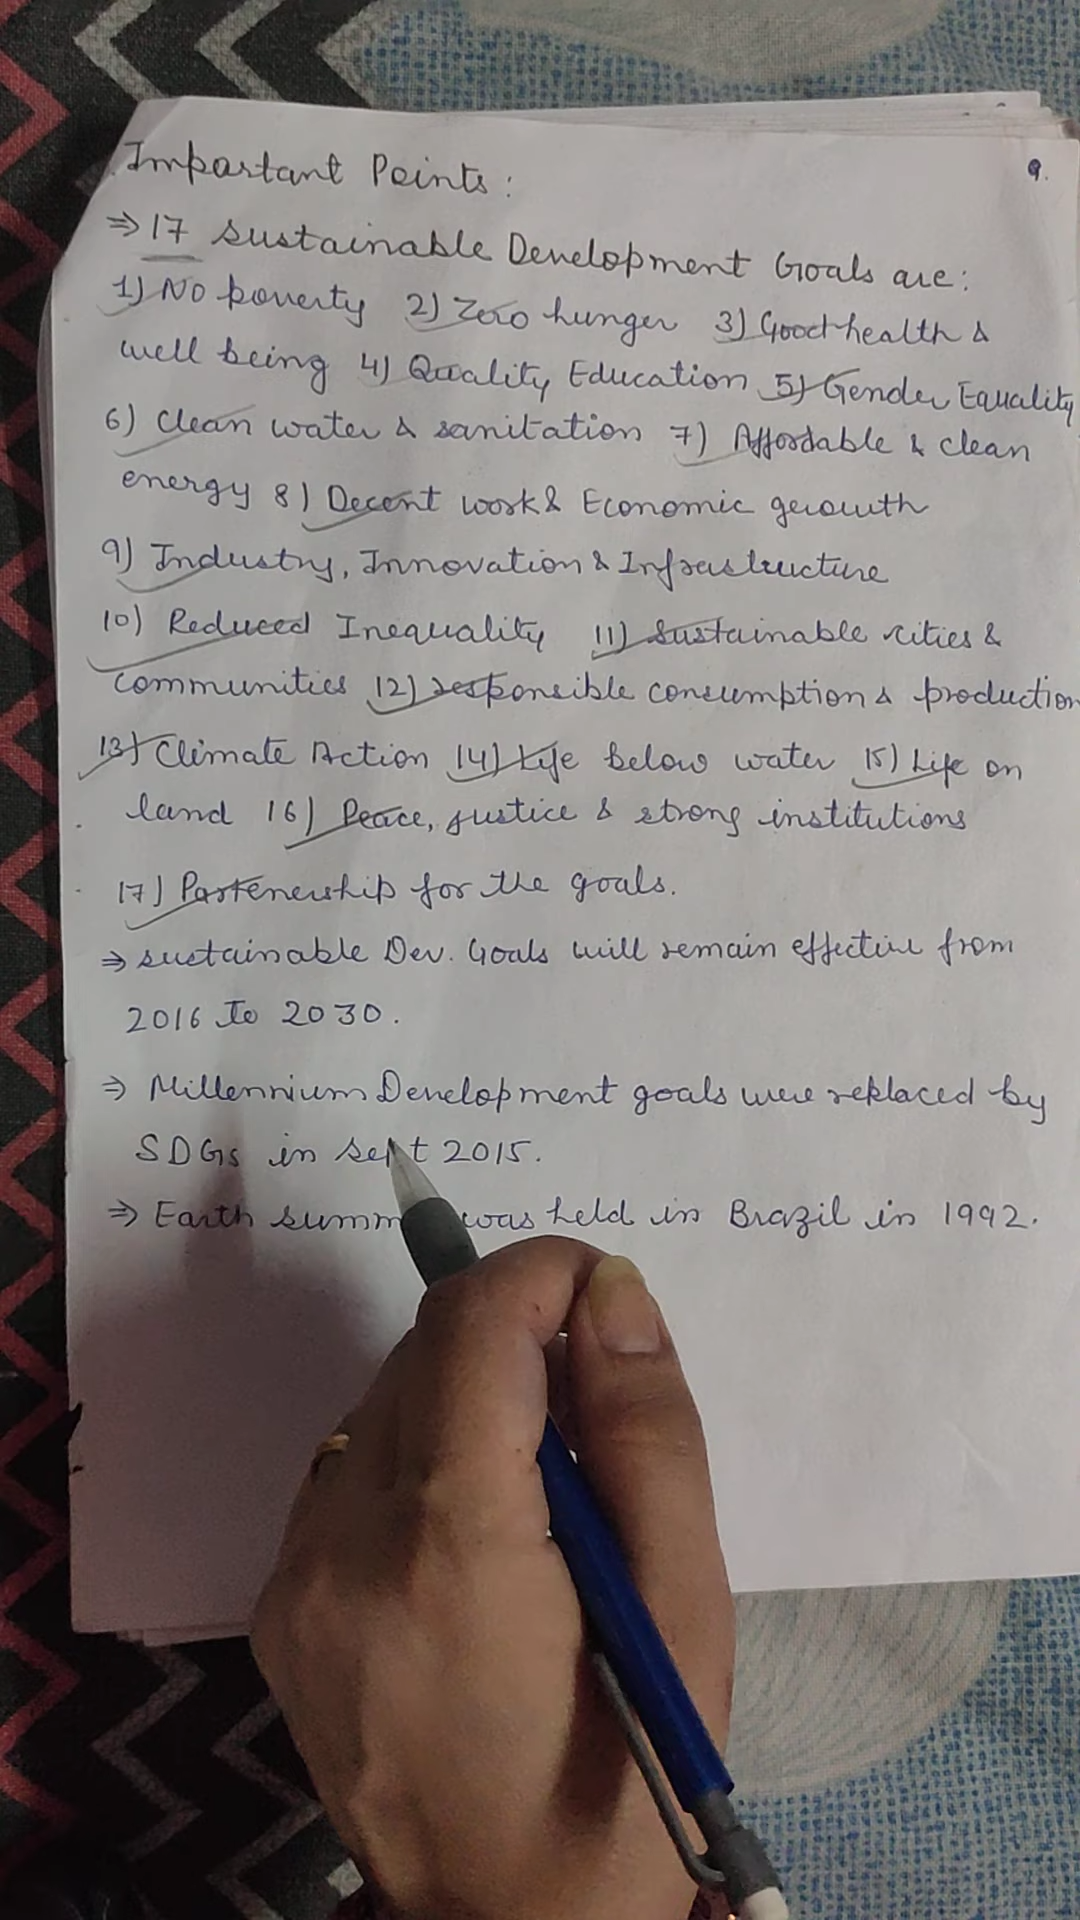 9.
Important Points:
⇒ 17 sustainable Development Goals are:
1) No poverty 2) Zero hunger 3) Good health &
well being 4) Quality Education 5) Gender Equality
6) Clean water & sanitation 7) Affordable & clean
energy 8) Decent work & Economic gerowth
9) Industry, Innovation & Infrastructure
10) Reduced Inequality 11) Sustainable cities &
communities 12) responsible consumption & production
13) Climate Action 14) Life below water 15) Life on
land 16) Peace, justice & strong institutions
17) Partenership for the goals.
⇒ sustainable Dev. Goals will remain effective from
2016 to 2030.
⇒ Millennium Development goals were replaced by
SDGs in sept 2015.
⇒ Earth summ was held in Brazil in 1992.